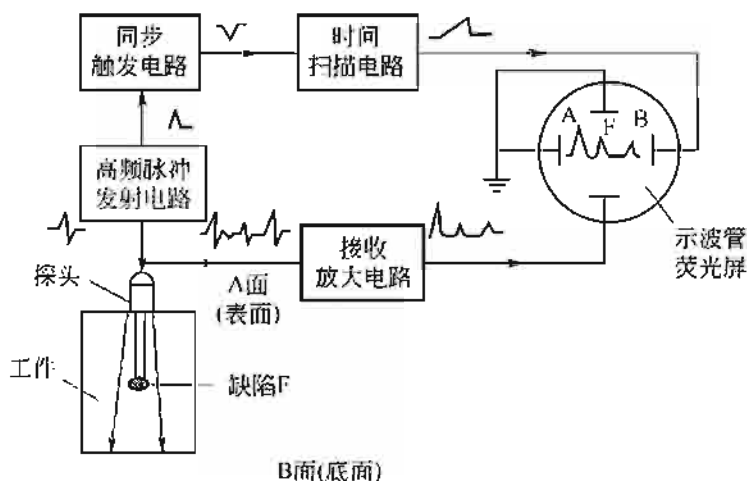 同步
触发电路
时间
扫描电路
A
F
B
高频脉冲
发射电路
接收
放大电路
示波管
荧光屏
探头
A面
(表面)
工件
缺陷F
B面(底面)